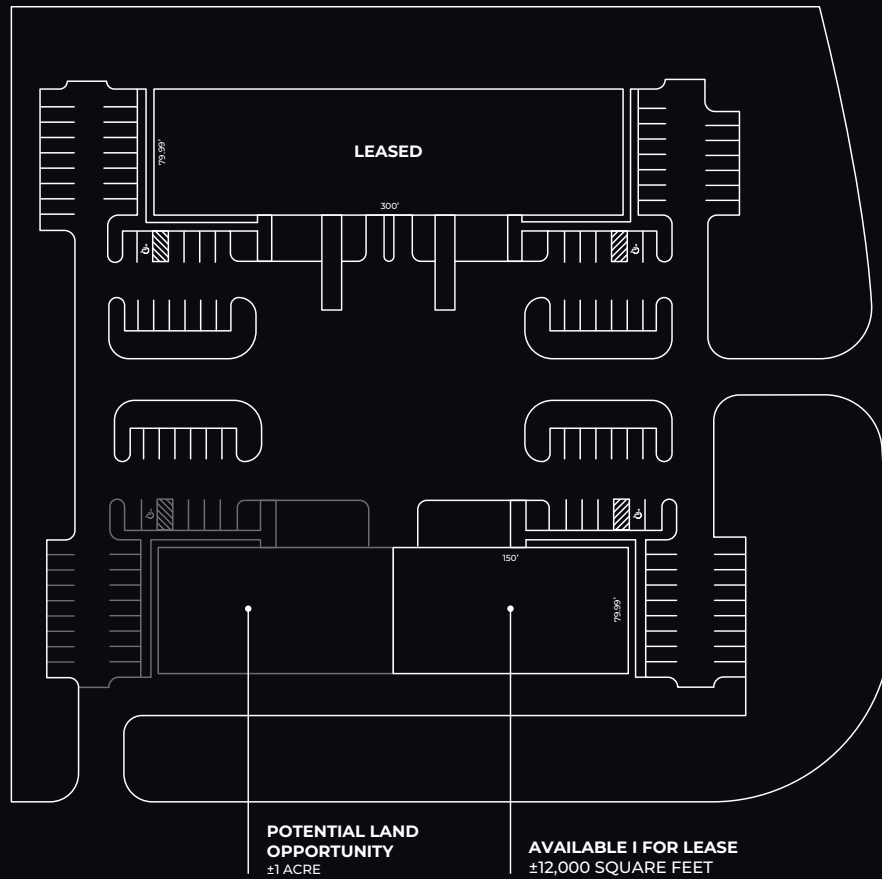 79.99'
LEASED
300'
150'
79.99'
POTENTIAL LAND
OPPORTUNITY
±1 ACRE
AVAILABLE I FOR LEASE
±12,000 SQUARE FEET